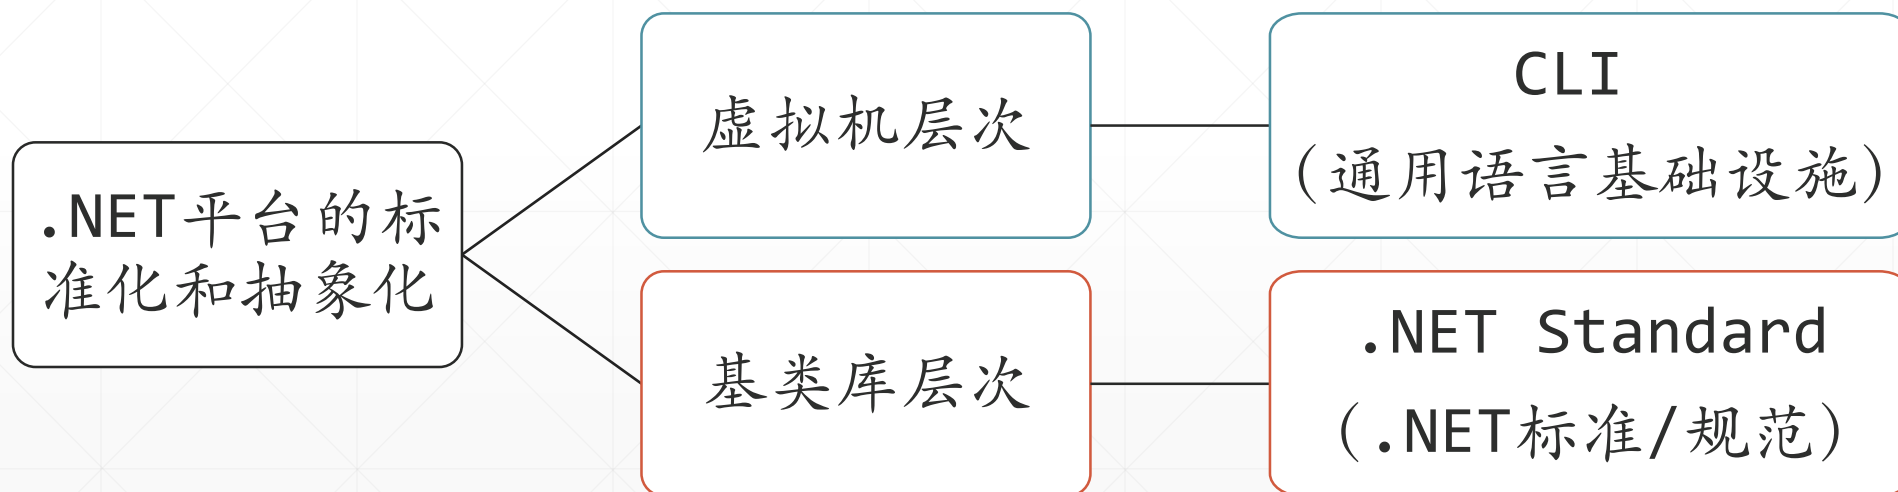 .NET平台的标
准化和抽象化
虚拟机层次
CLI
(通用语言基础设施)
基类库层次
.NET Standard
(.NET标准/规范)